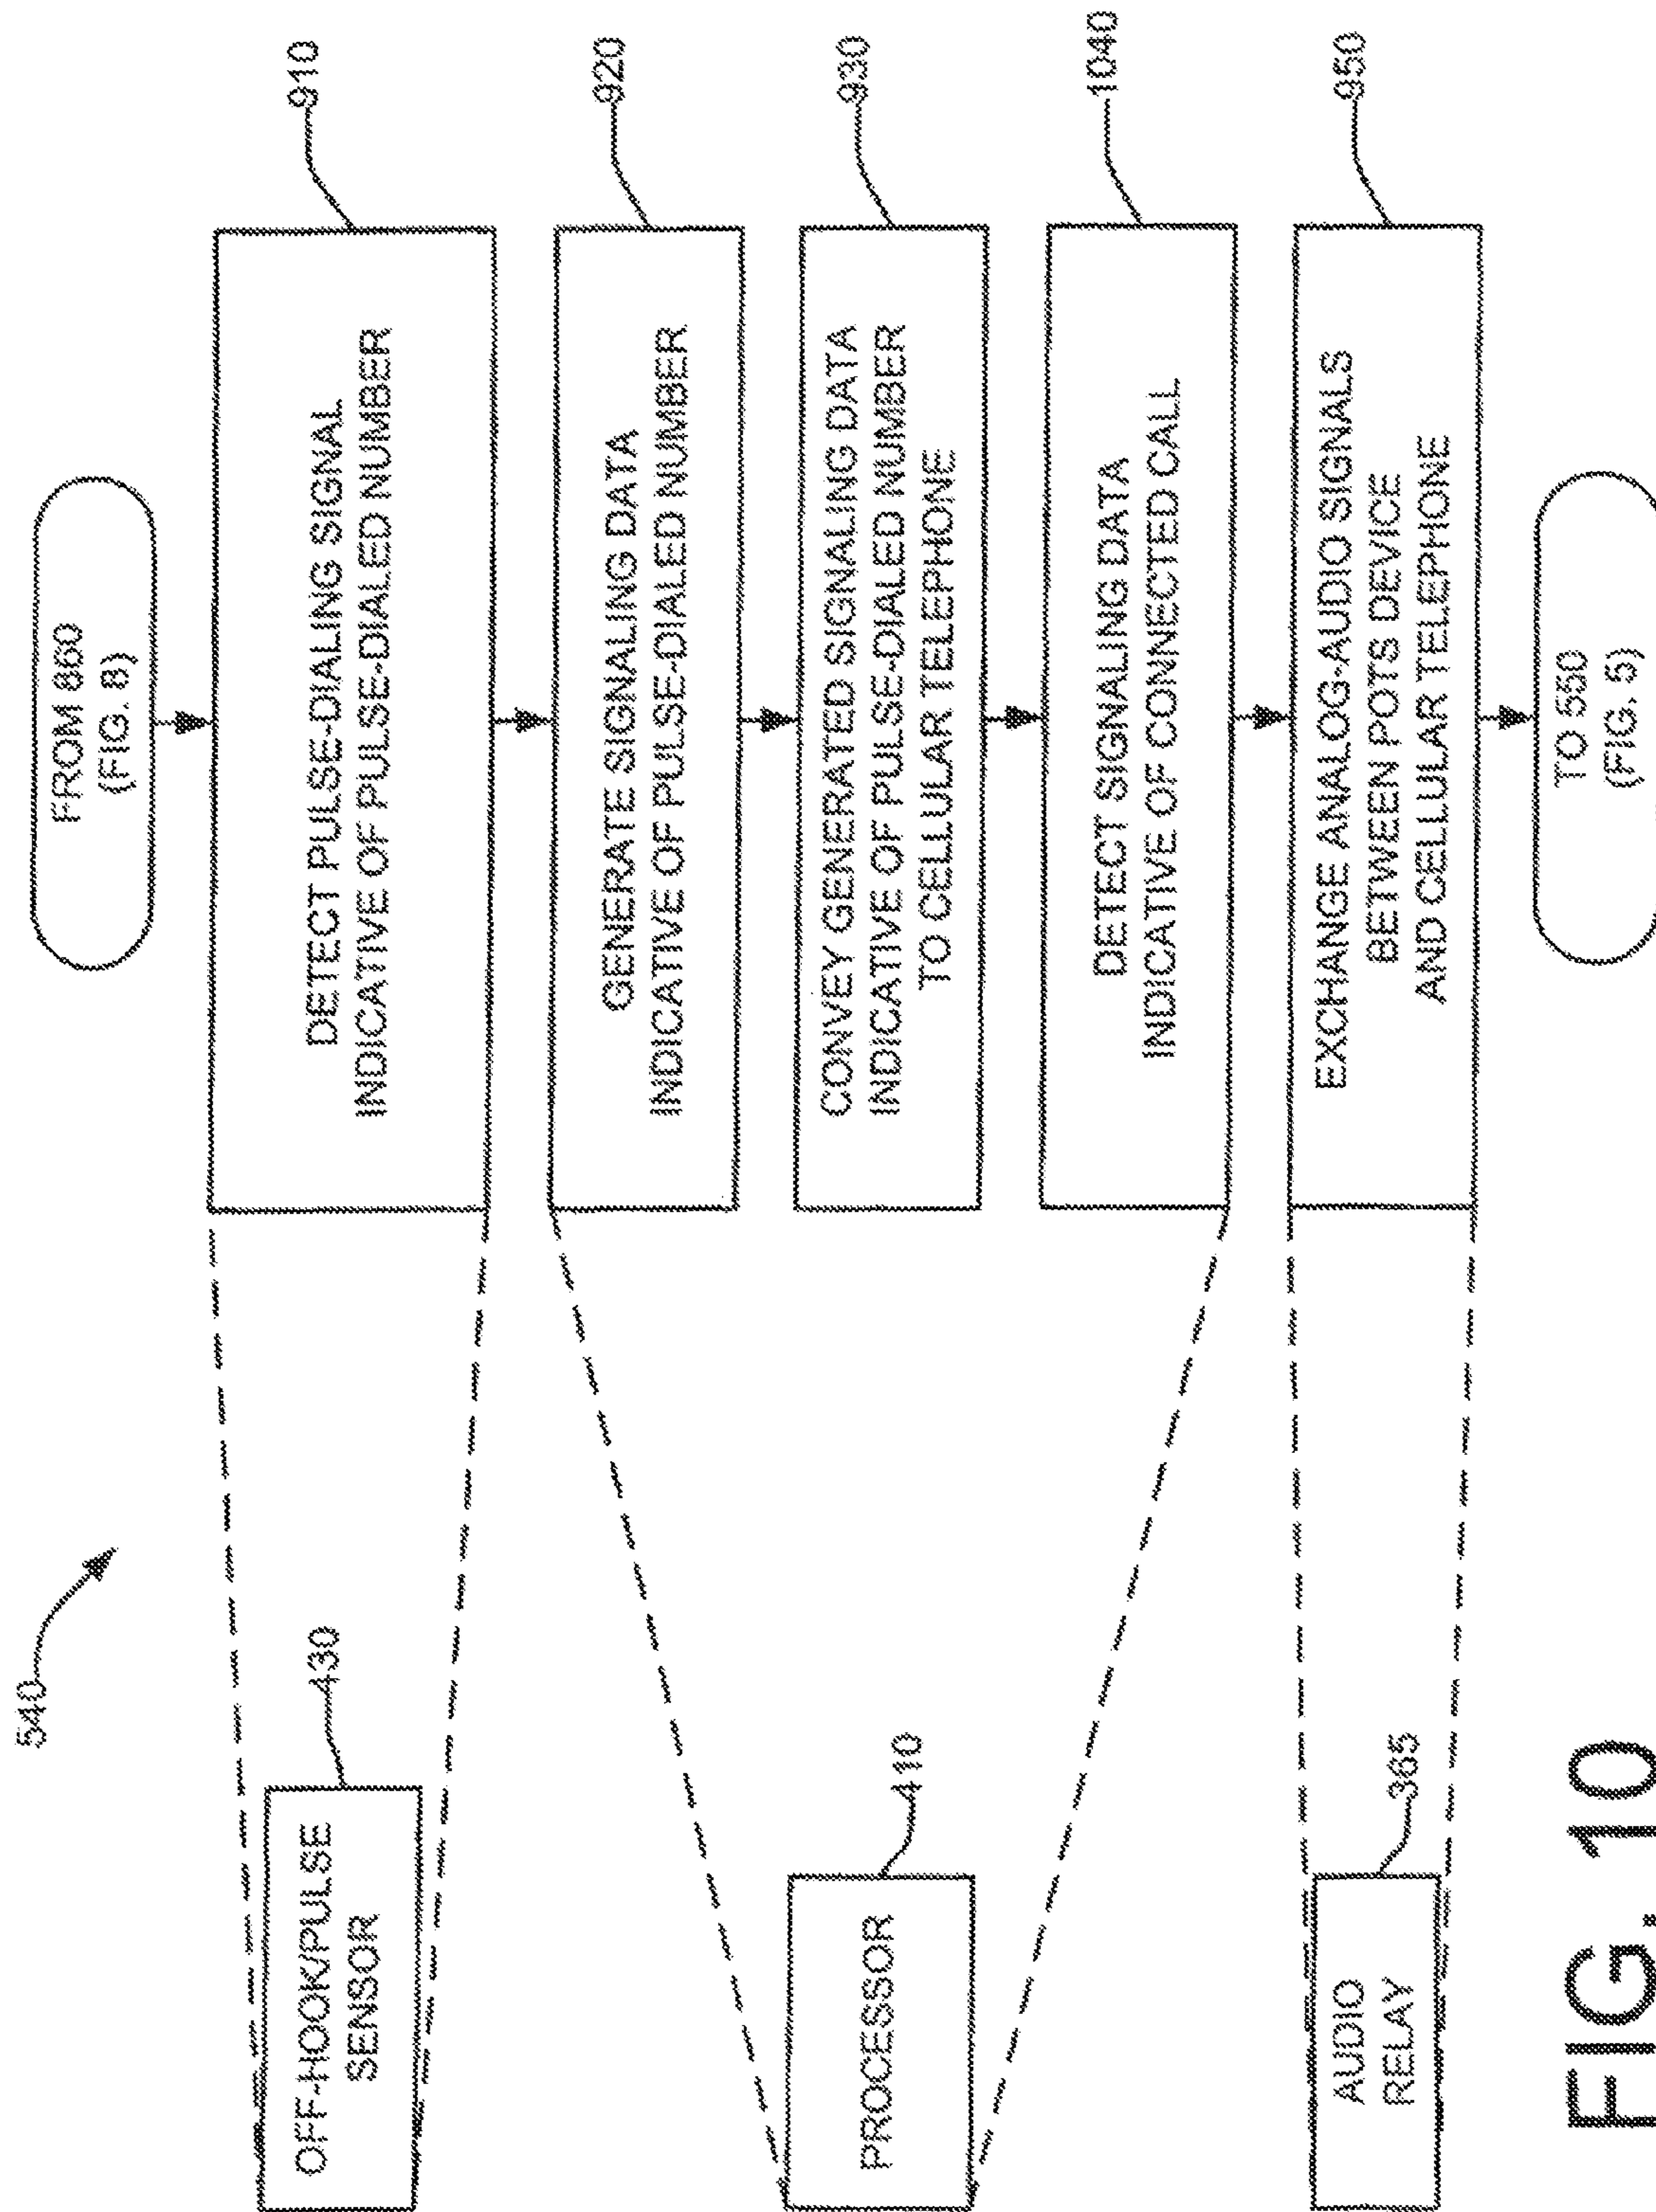 540
FROM 860
(FIG. 8)
OFF-HOOK/PULSE
SENSOR
430
DETECT PULSE-DIALING SIGNAL
INDICATIVE OF PULSE-DIALED NUMBER
910
GENERATE SIGNALING DATA
INDICATIVE OF PULSE-DIALED NUMBER
920
PROCESSOR
410
CONVEY GENERATED SIGNALING DATA
INDICATIVE OF PULSE-DIALED NUMBER
TO CELLULAR TELEPHONE
930
DETECT SIGNALING DATA
INDICATIVE OF CONNECTED CALL
1040
AUDIO
RELAY
365
EXCHANGE ANALOG-AUDIO SIGNALS
BETWEEN POTS DEVICE
AND CELLULAR TELEPHONE
950
TO 550
(FIG. 5)
FIG. 10